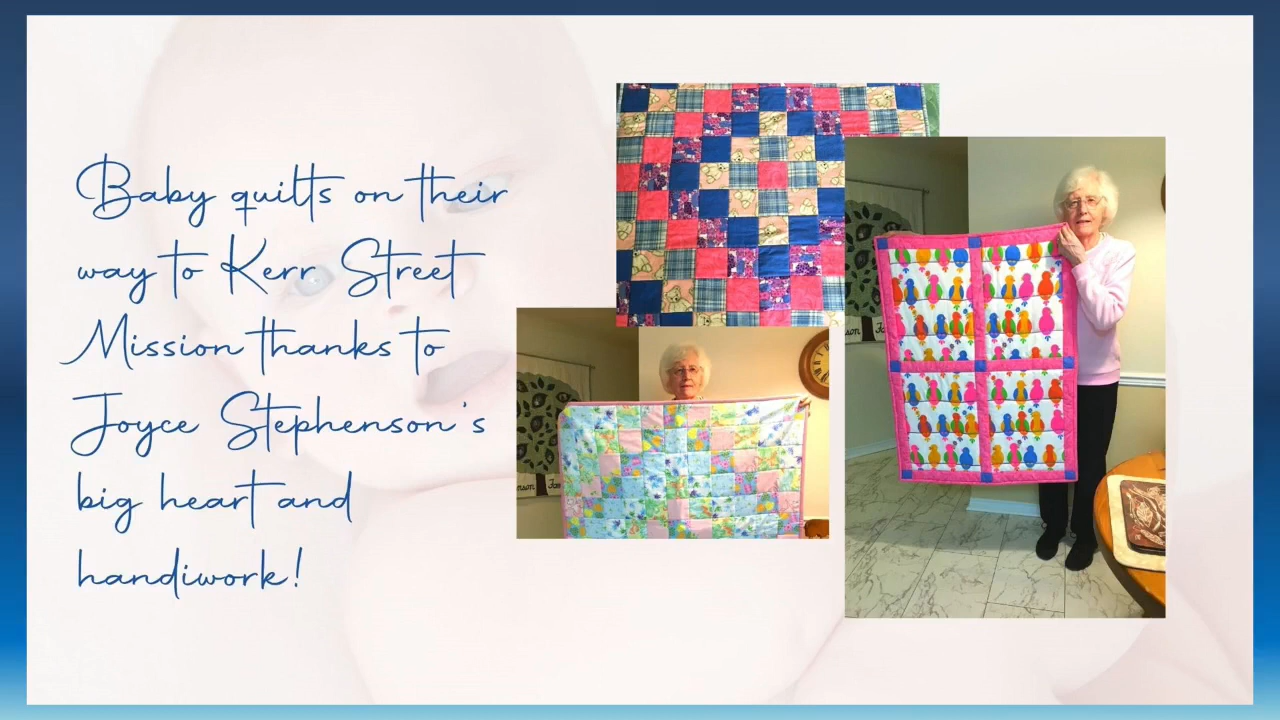 Baby quilts on their
way to Kerr Street
Mission thanks to
Joyce Stephenson's
big heart and
handiwork!